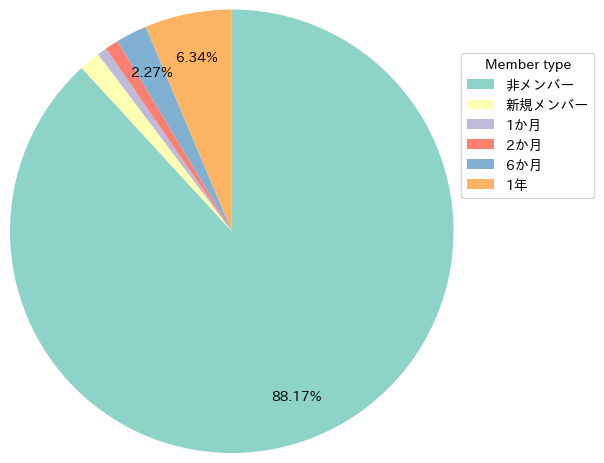 6.34%
2.27%
88.17%
Member type
非メンバー
新規メンバー
1か月
2か月
6か月
1年